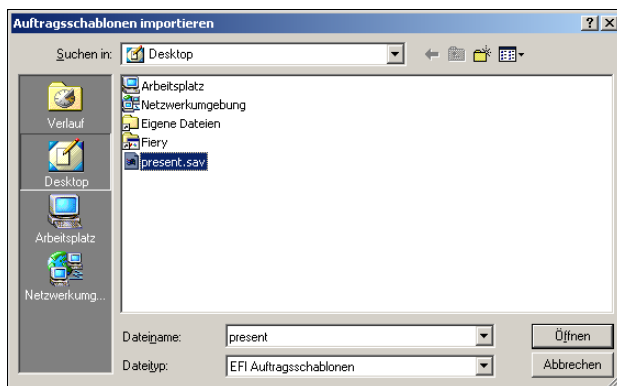 Auftragsschablonen importieren
Suchen in: Desktop
Verlauf
Desktop
Arbeitsplatz
Netzwerkumg...
Arbeitsplatz
Netzwerkumgebung
Eigene Dateien
Fiery
present.sav
Dateiname: present Öffnen
Dateityp: EFI Auftragsschablonen Abbrechen